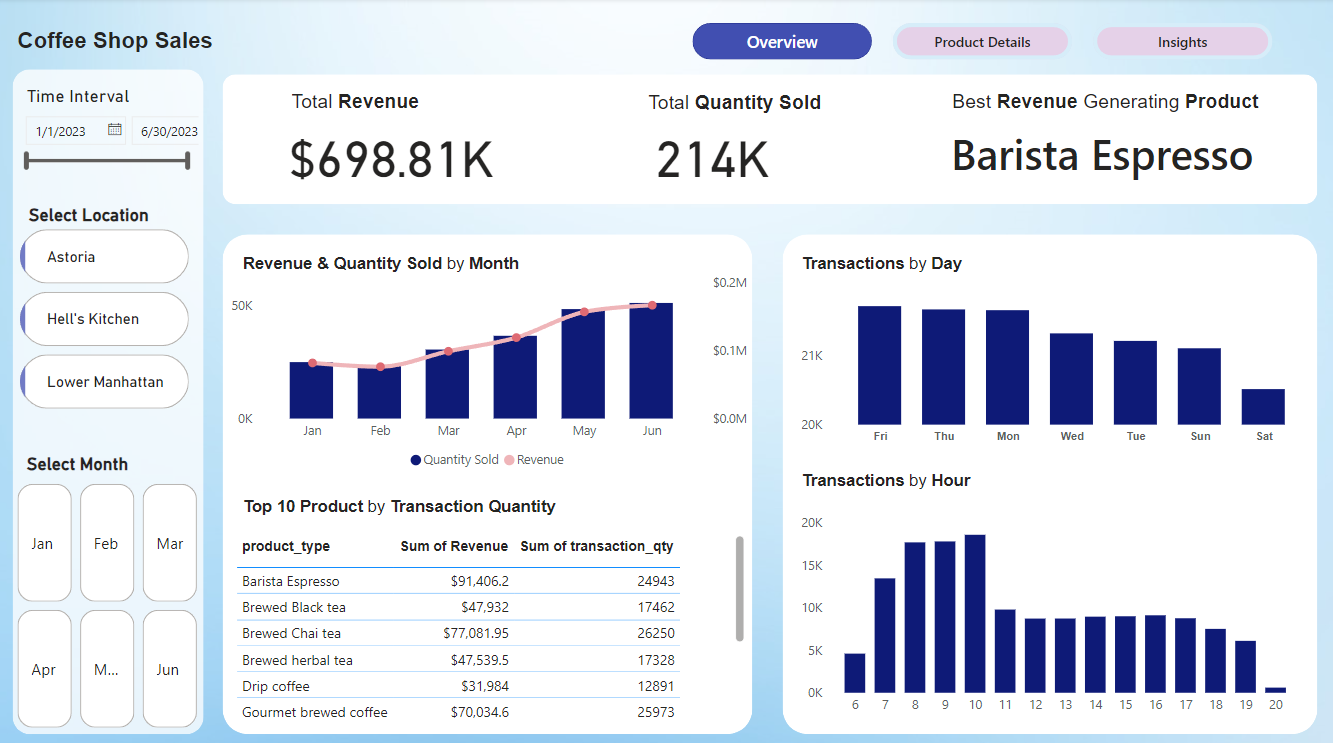 Coffee Shop Sales
Overview
Product Details
Insights
Time Interval
1/1/2023
6/30/2023
Select Location
Astoria
Hell's Kitchen
Lower Manhattan
Select Month
Jan
Feb
Mar
Apr
M...
Jun
Total Revenue
$698.81K
Total Quantity Sold
214K
Best Revenue Generating Product
Barista Espresso
Revenue & Quantity Sold by Month
50K
0K
$0.2M
$0.1M
$0.0M
Jan Feb Mar Apr May Jun
Quantity Sold Revenue
Top 10 Product by Transaction Quantity
product_type Sum of Revenue Sum of transaction_qty
Barista Espresso $91,406.2 24943
Brewed Black tea $47,932 17462
Brewed Chai tea $77,081.95 26250
Brewed herbal tea $47,539.5 17328
Drip coffee $31,984 12891
Gourmet brewed coffee $70,034.6 25973
Transactions by Day
21K
20K
Fri Thu Mon Wed Tue Sun Sat
Transactions by Hour
20K
15K
10K
5K
0K
6 7 8 9 10 11 12 13 14 15 16 17 18 19 20